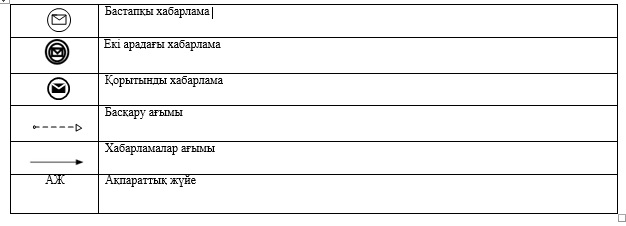 Бастапқы хабарлама
Екі арадағы хабарлама
Қорытынды хабарлама
Басқару ағымы
Хабарламалар ағымы
АЖ Ақпараттық жүйе